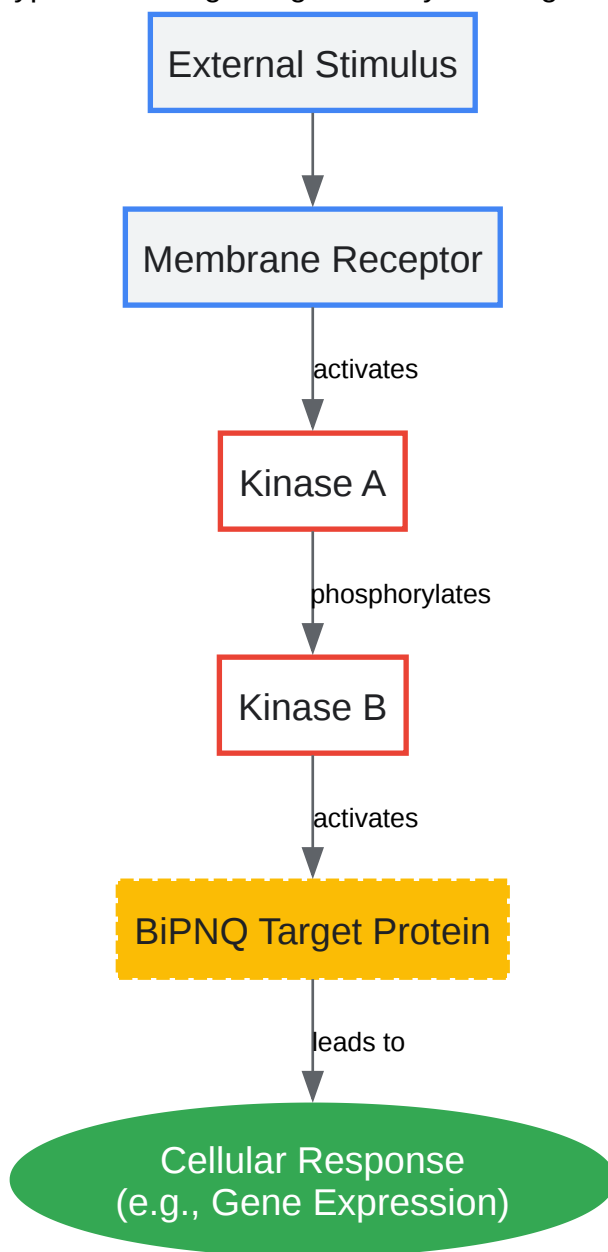 External Stimulus
Membrane Receptor
activates
Kinase A
phosphorylates
Kinase B
activates
BiPNQ Target Protein
leads to
Cellular Response
(e.g., Gene Expression)